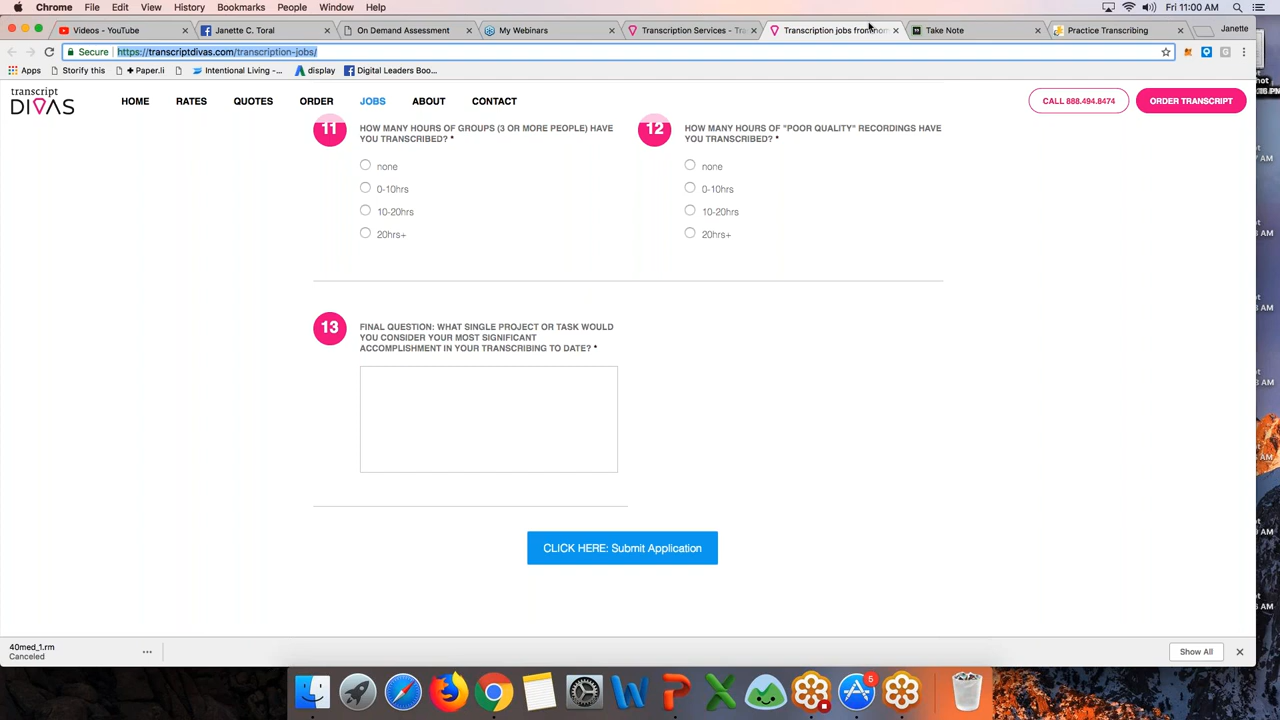 Chrome File Edit View History Bookmarks People Window Help Fri 11:00 AM
Videos - YouTube Janette C. Toral On Demand Assessment My Webinars Transcription Services - Tra Transcription jobs from hom Take Note Practice Transcribing Janette
Secure https://transcriptdivas.com/transcription-jobs/
Apps Storify this + Paper.li Intentional Living -... display Digital Leaders Boo...
transcript
DIVAS
HOME RATES QUOTES ORDER JOBS ABOUT CONTACT CALL 888.494.8474 ORDER TRANSCRIPT
11 HOW MANY HOURS OF GROUPS (3 OR MORE PEOPLE) HAVE
YOU TRANSCRIBED? *
none
0-10hrs
10-20hrs
20hrs+
12 HOW MANY HOURS OF "POOR QUALITY" RECORDINGS HAVE
YOU TRANSCRIBED? *
none
0-10hrs
10-20hrs
20hrs+
13 FINAL QUESTION: WHAT SINGLE PROJECT OR TASK WOULD
YOU CONSIDER YOUR MOST SIGNIFICANT
ACCOMPLISHMENT IN YOUR TRANSCRIBING TO DATE? *
CLICK HERE: Submit Application
40med_1.rm
Canceled
Show All
5